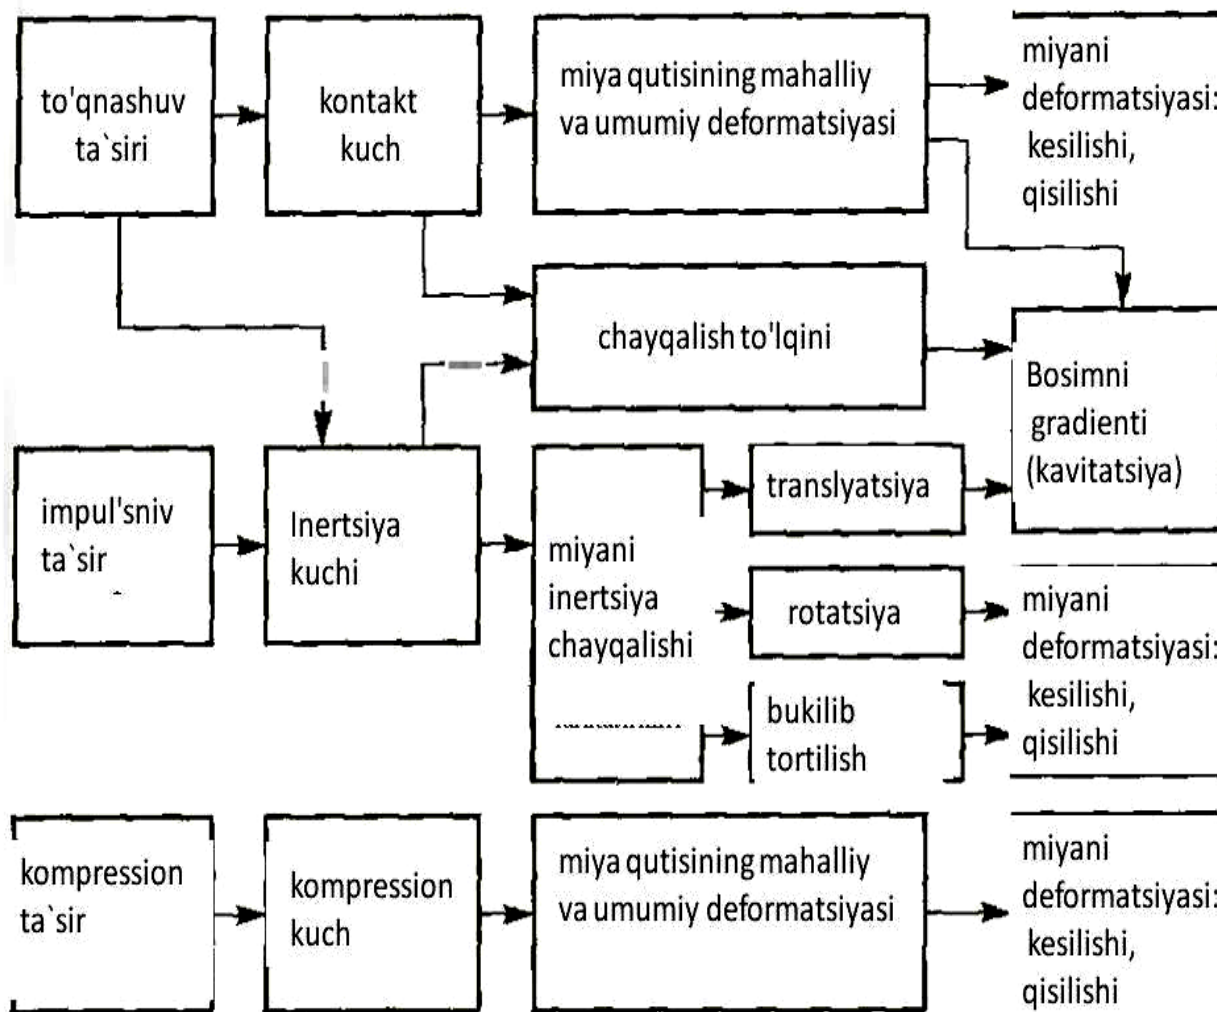 to'qnashuv
ta`siri
kontakt
kuch
miya qutisining mahalliy
va umumiy deformatsiyasi
miyani
deformatsiyasi:
kesilishi,
qisilishi
chayqalish to'lqini
Bosimni
gradienti
(kavitatsiya)
impul'sniv
ta`sir
Inertsiya
kuchi
miyani
inertsiya
chayqalishi
translyatsiya
rotatsiya
bukilib
tortilish
miyani
deformatsiyasi:
kesilishi,
qisilishi
kompression
ta`sir
kompression
kuch
miya qutisining mahalliy
va umumiy deformatsiyasi
miyani
deformatsiyasi:
kesilishi,
qisilishi